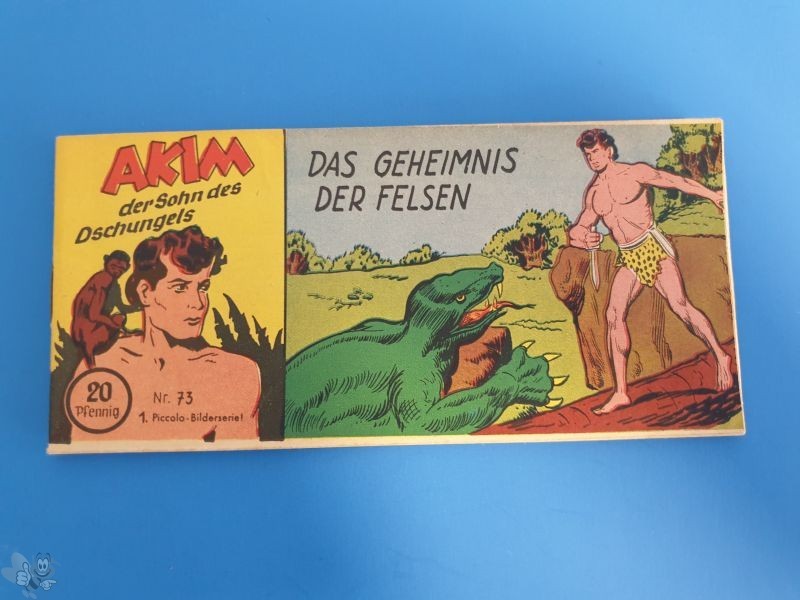 AKIM
der Sohn des
Dschungels
20
Pfennig
Nr. 73
1. Piccolo-Bilderserie!
DAS GEHEIMNIS
DER FELSEN